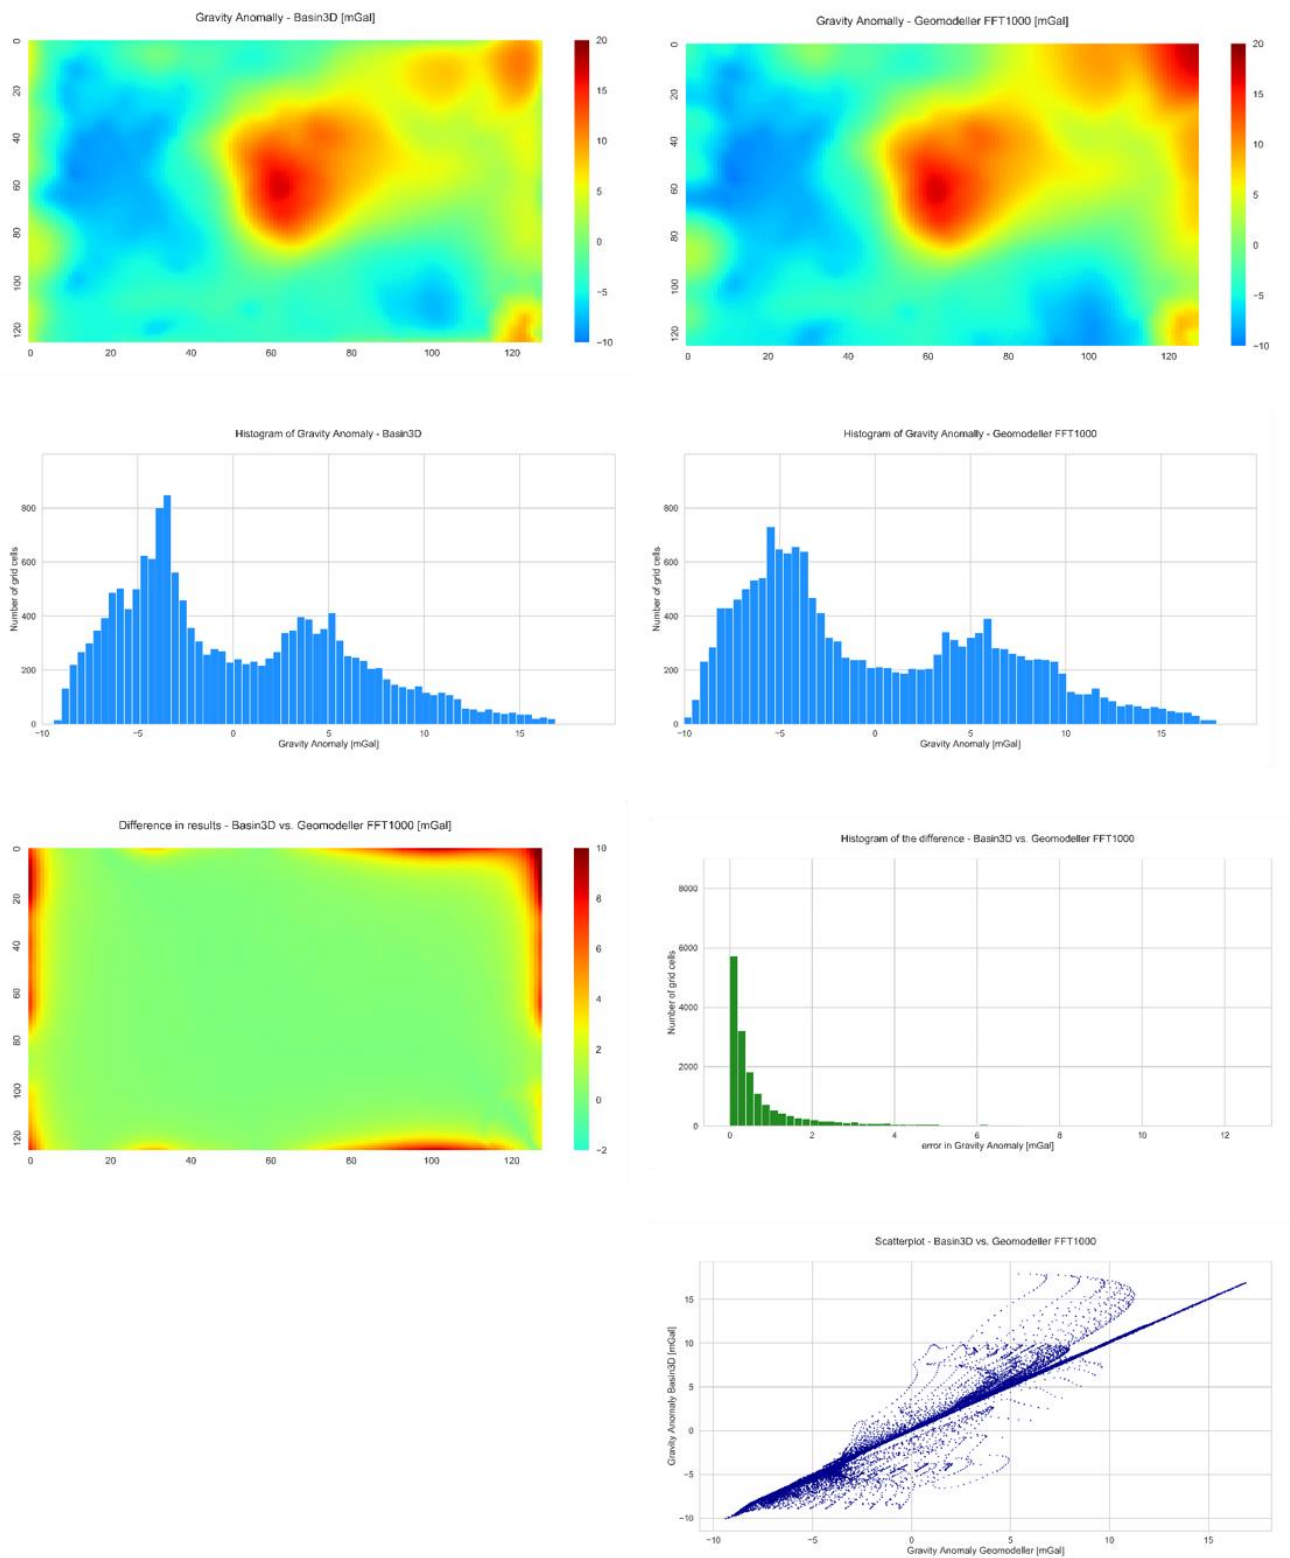 Gravity Anomally - Basin3D [mGal]
0
20
40
60
80
100
120
0 20 40 60 80 100 120
20
15
10
5
0
−5
−10
Gravity Anomally - Geomodeller FFT1000 [mGal]
0
20
40
60
80
100
120
0 20 40 60 80 100 120
20
15
10
5
0
−5
−10
Histogram of Gravity Anomaly - Basin3D
Number of grid cells
800
600
400
200
0
−10 −5 0 5 10 15
Gravity Anomaly [mGal]
Histogram of Gravity Anomally - Geomodeller FFT1000
Number of grid cells
800
600
400
200
0
−10 −5 0 5 10 15
Gravity Anomaly [mGal]
Difference in results - Basin3D vs. Geomodeller FFT1000 [mGal]
0
20
40
60
80
100
120
0 20 40 60 80 100 120
10
8
6
4
2
0
−2
Histogram of the difference - Basin3D vs. Geomodeller FFT1000
Number of grid cells
8000
6000
4000
2000
0
0 2 4 6 8 10 12
error in Gravity Anomaly [mGal]
Scatterplot - Basin3D vs. Geomodeller FFT1000
Gravity Anomaly Basin3D [mGal]
15
10
5
0
−5
−10
−10 −5 0 5 10 15
Gravity Anomaly Geomodeller [mGal]